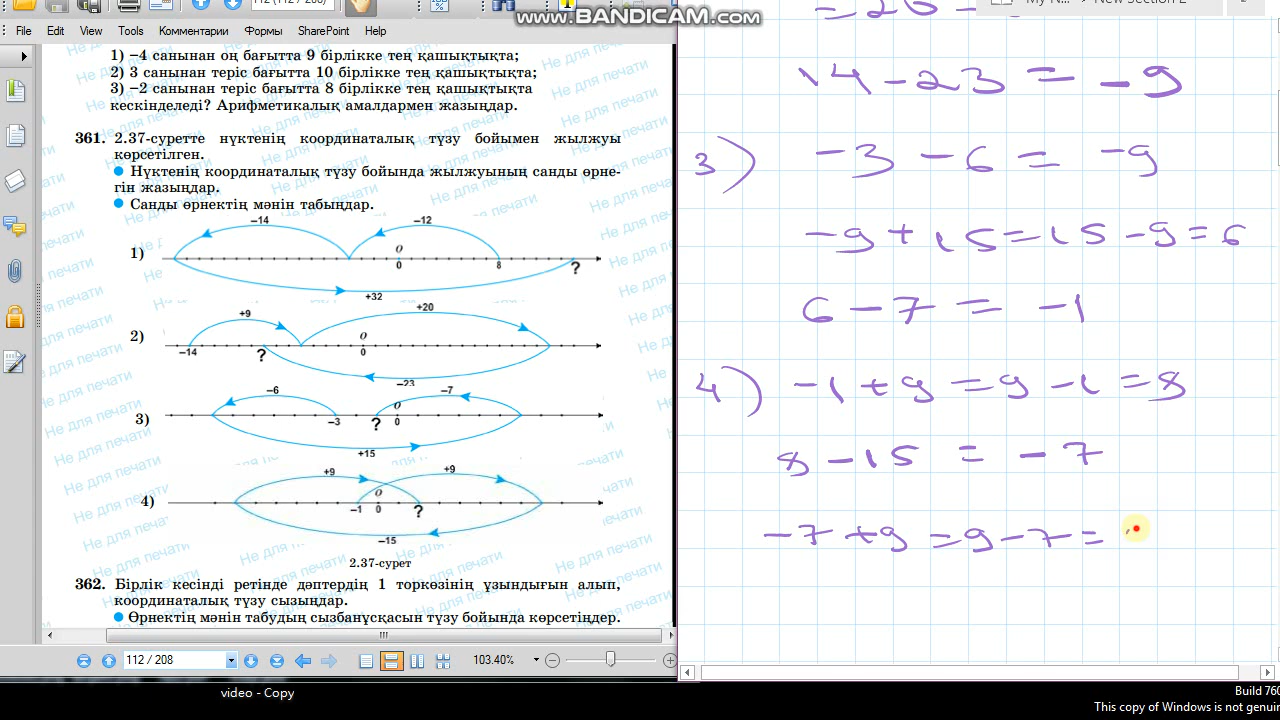 www.BANDICAM.com
112 (112 / 208)
File Edit View Tools Комментарии Формы SharePoint Help
1) −4 санынан оң бағытта 9 бірлікке тең қашықтықта;
2) 3 санынан теріс бағытта 10 бірлікке тең қашықтықта;
3) −2 санынан теріс бағытта 8 бірлікке тең қашықтықта
кескінделеді? Арифметикалық амалдармен жазыңдар.
361. 2.37-суретте нүктенің координаталық түзу бойымен жылжуы
көрсетілген.
● Нүктенің координаталық түзу бойында жылжуының санды өрне-
гін жазыңдар.
● Санды өрнектің мәнін табыңдар.
−14 −12
1) O
0 8 ?
+32
+9 +20
2) O
−14 ? 0
−23
−6 −7
3) O
−3 ? 0
+15
+9 +9
4) O
−1 0 ?
−15
2.37-сурет
362. Бірлік кесінді ретінде дәптердің 1 торкөзінің ұзындығын алып,
координаталық түзу сызыңдар.
● Өрнектің мәнін табудың сызбанұсқасын түзу бойында көрсетіңдер.
Не для печати
112 / 208 103.40%
14 − 23 = −9
3) −3 − 6 = −9
−9 + 15 = 15 − 9 = 6
6 − 7 = −1
4) −1 + 9 = 9 − 1 = 8
8 − 15 = −7
−7 + 9 = 9 − 7 =
video - Copy
Build 760
This copy of Windows is not genuin